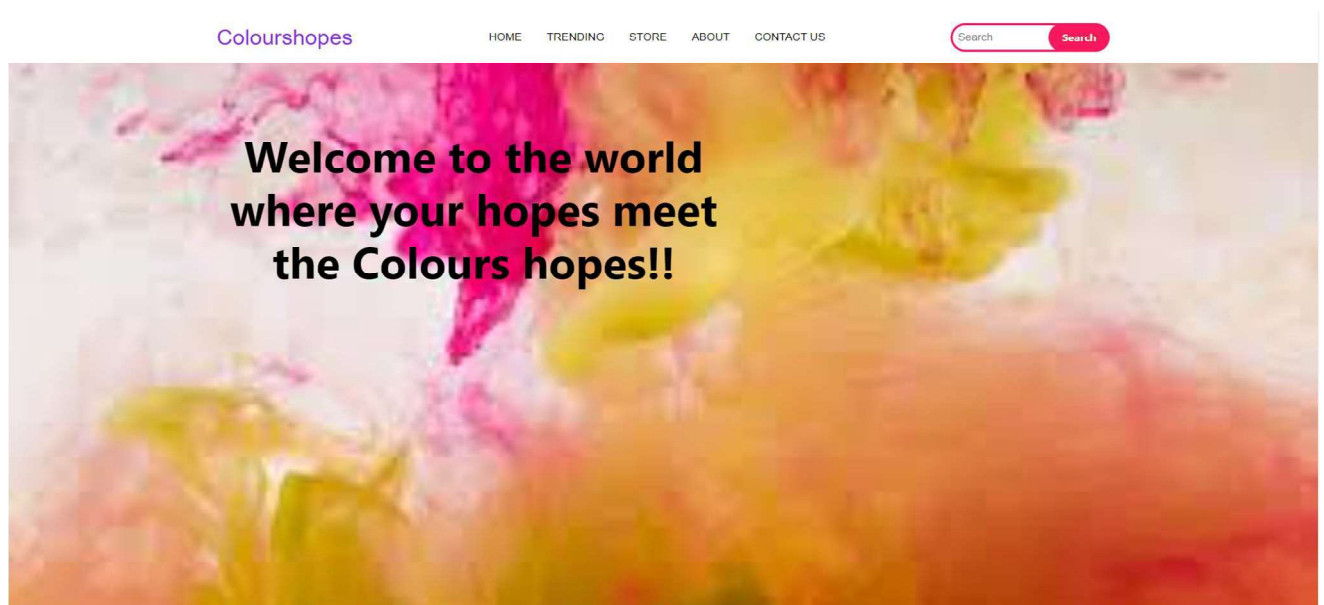 Colourshopes
HOME TRENDING STORE ABOUT CONTACT US
Search Search
Welcome to the world
where your hopes meet
the Colours hopes!!